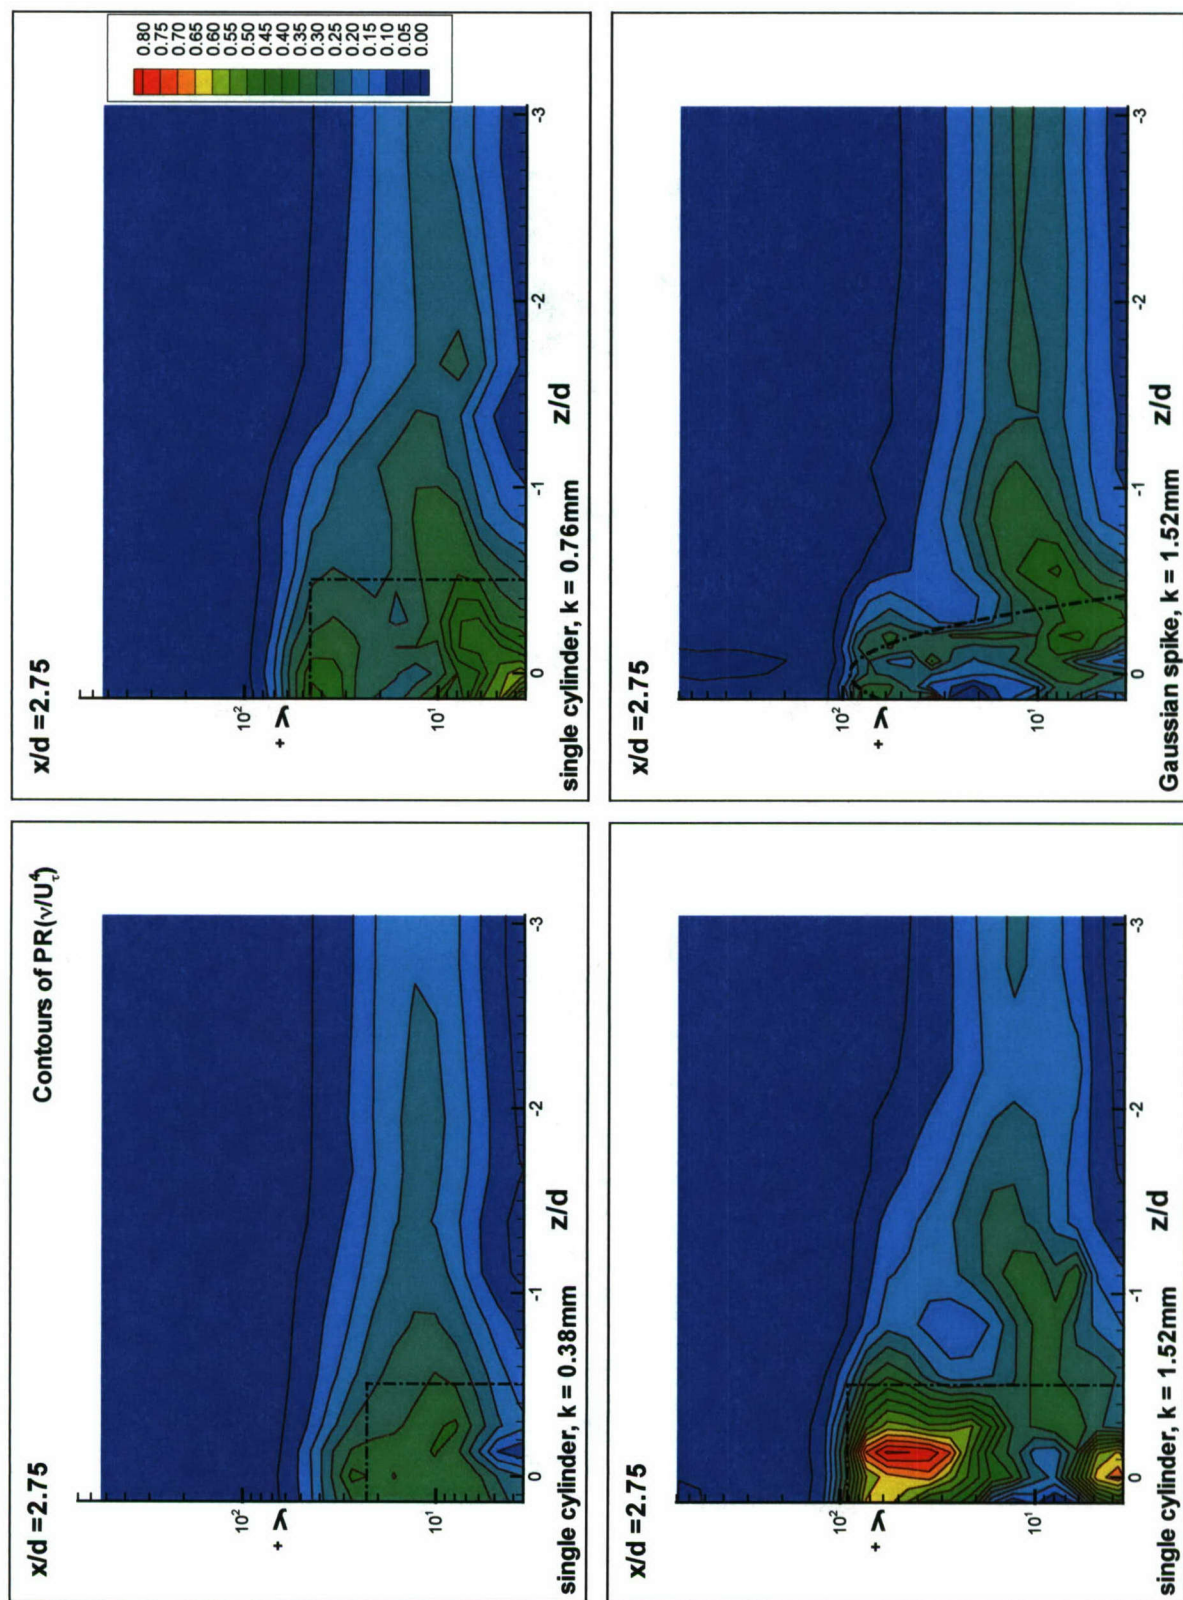 Contours of PR(ν/U⁴τ)
x/d =2.75
10²
y+
10¹
0
-1
-2
-3
z/d
single cylinder, k = 0.38mm
x/d =2.75
0.80
0.75
0.70
0.65
0.60
0.55
0.50
0.45
0.40
0.35
0.30
0.25
0.20
0.15
0.10
0.05
0.00
10²
y+
10¹
0
-1
-2
-3
z/d
single cylinder, k = 0.76mm
x/d =2.75
10²
y+
10¹
0
-1
-2
-3
z/d
single cylinder, k = 1.52mm
x/d =2.75
10²
y+
10¹
0
-1
-2
-3
z/d
Gaussian spike, k = 1.52mm